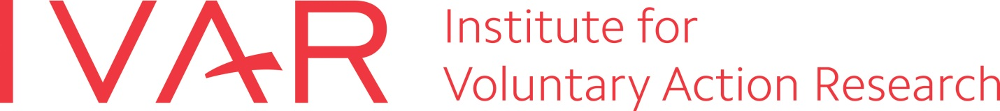 IVAR
Institute for
Voluntary Action Research